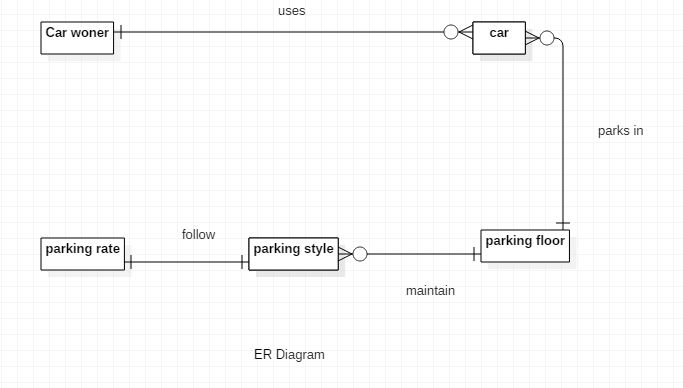 uses
Car woner
car
parks in
follow
parking rate
parking style
parking floor
maintain
ER Diagram